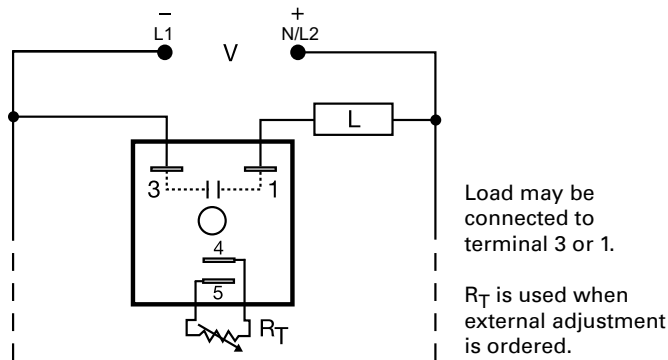 – +
L1 N/L2
V
L
3 1
4
5
RT
Load may be
connected to
terminal 3 or 1.
RT is used when
external adjustment
is ordered.